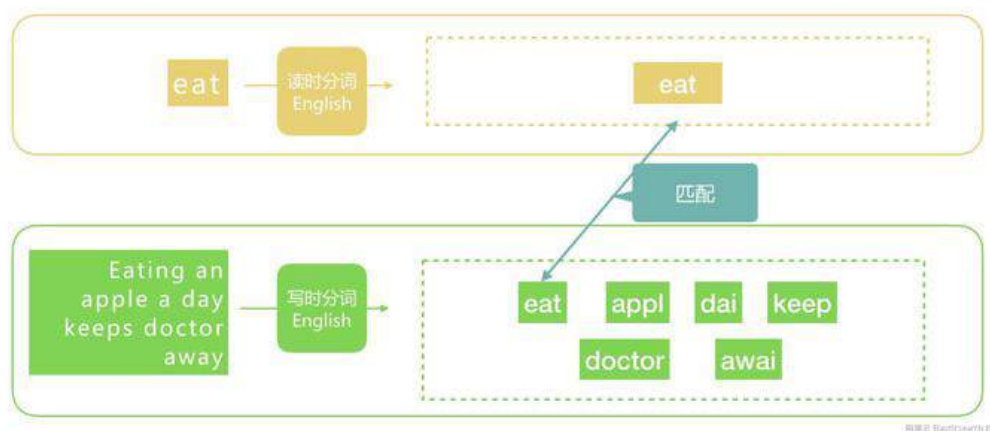 eat
读时分词
English
eat
匹配
Eating an
apple a day
keeps doctor
away
写时分词
English
eat appl dai keep
doctor awai